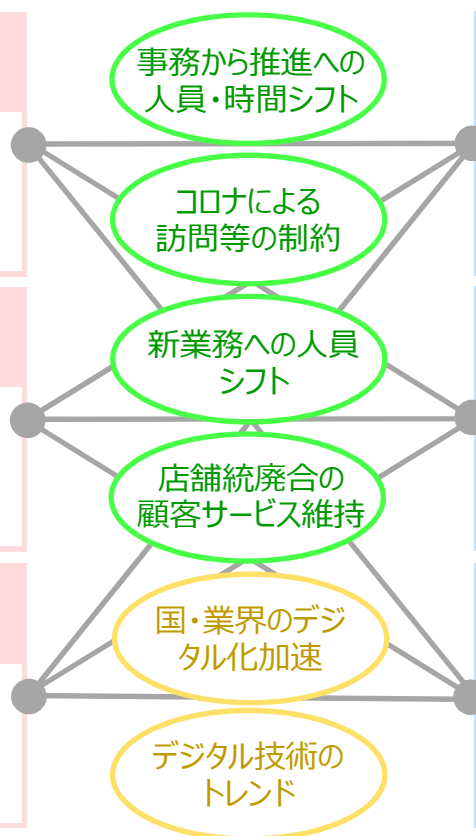 事務から推進への
人員・時間シフト
コロナによる
訪問等の制約
新業務への人員
シフト
店舗統廃合の
顧客サービス維持
国・業界のデジ
タル化加速
デジタル技術の
トレンド